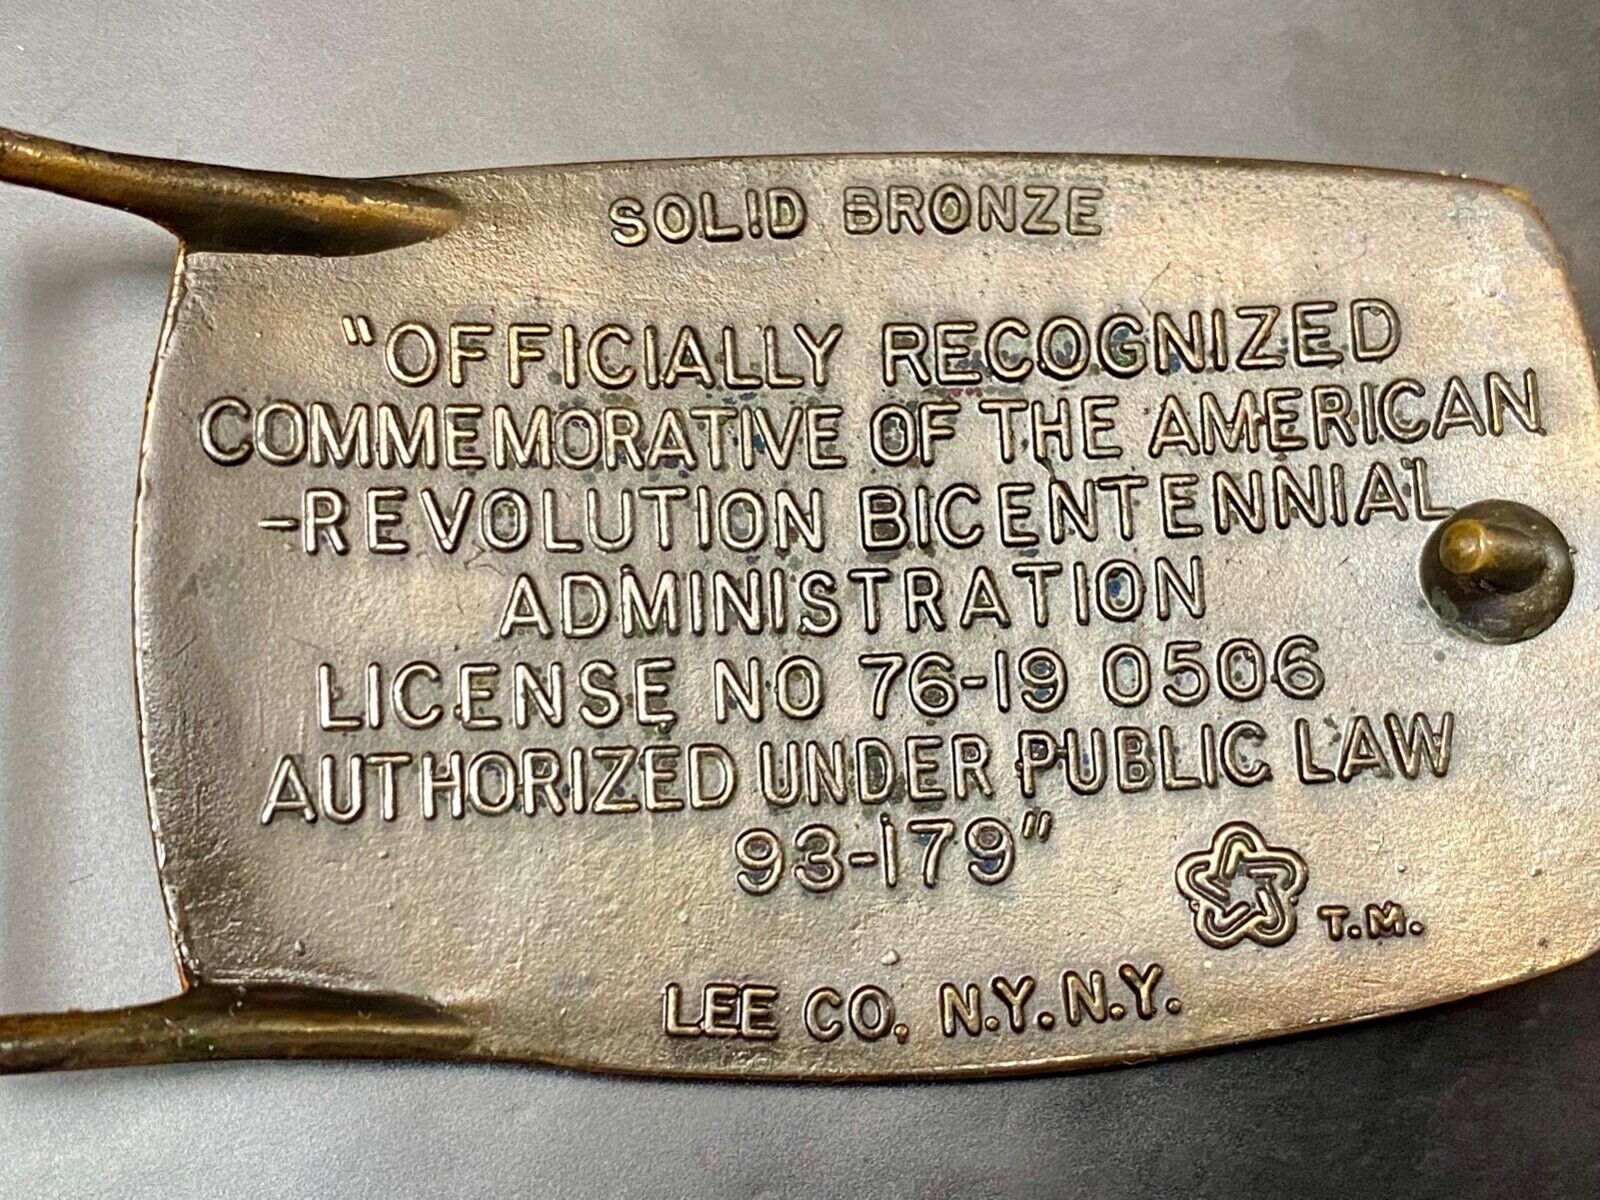 SOLID BRONZE
"OFFICIALLY RECOGNIZED
COMMEMORATIVE OF THE AMERICAN
-REVOLUTION BICENTENNIAL
ADMINISTRATION
LICENSE NO 76-19 0506
AUTHORIZED UNDER PUBLIC LAW
93-179"
T.M.
LEE CO, N.Y.N.Y.